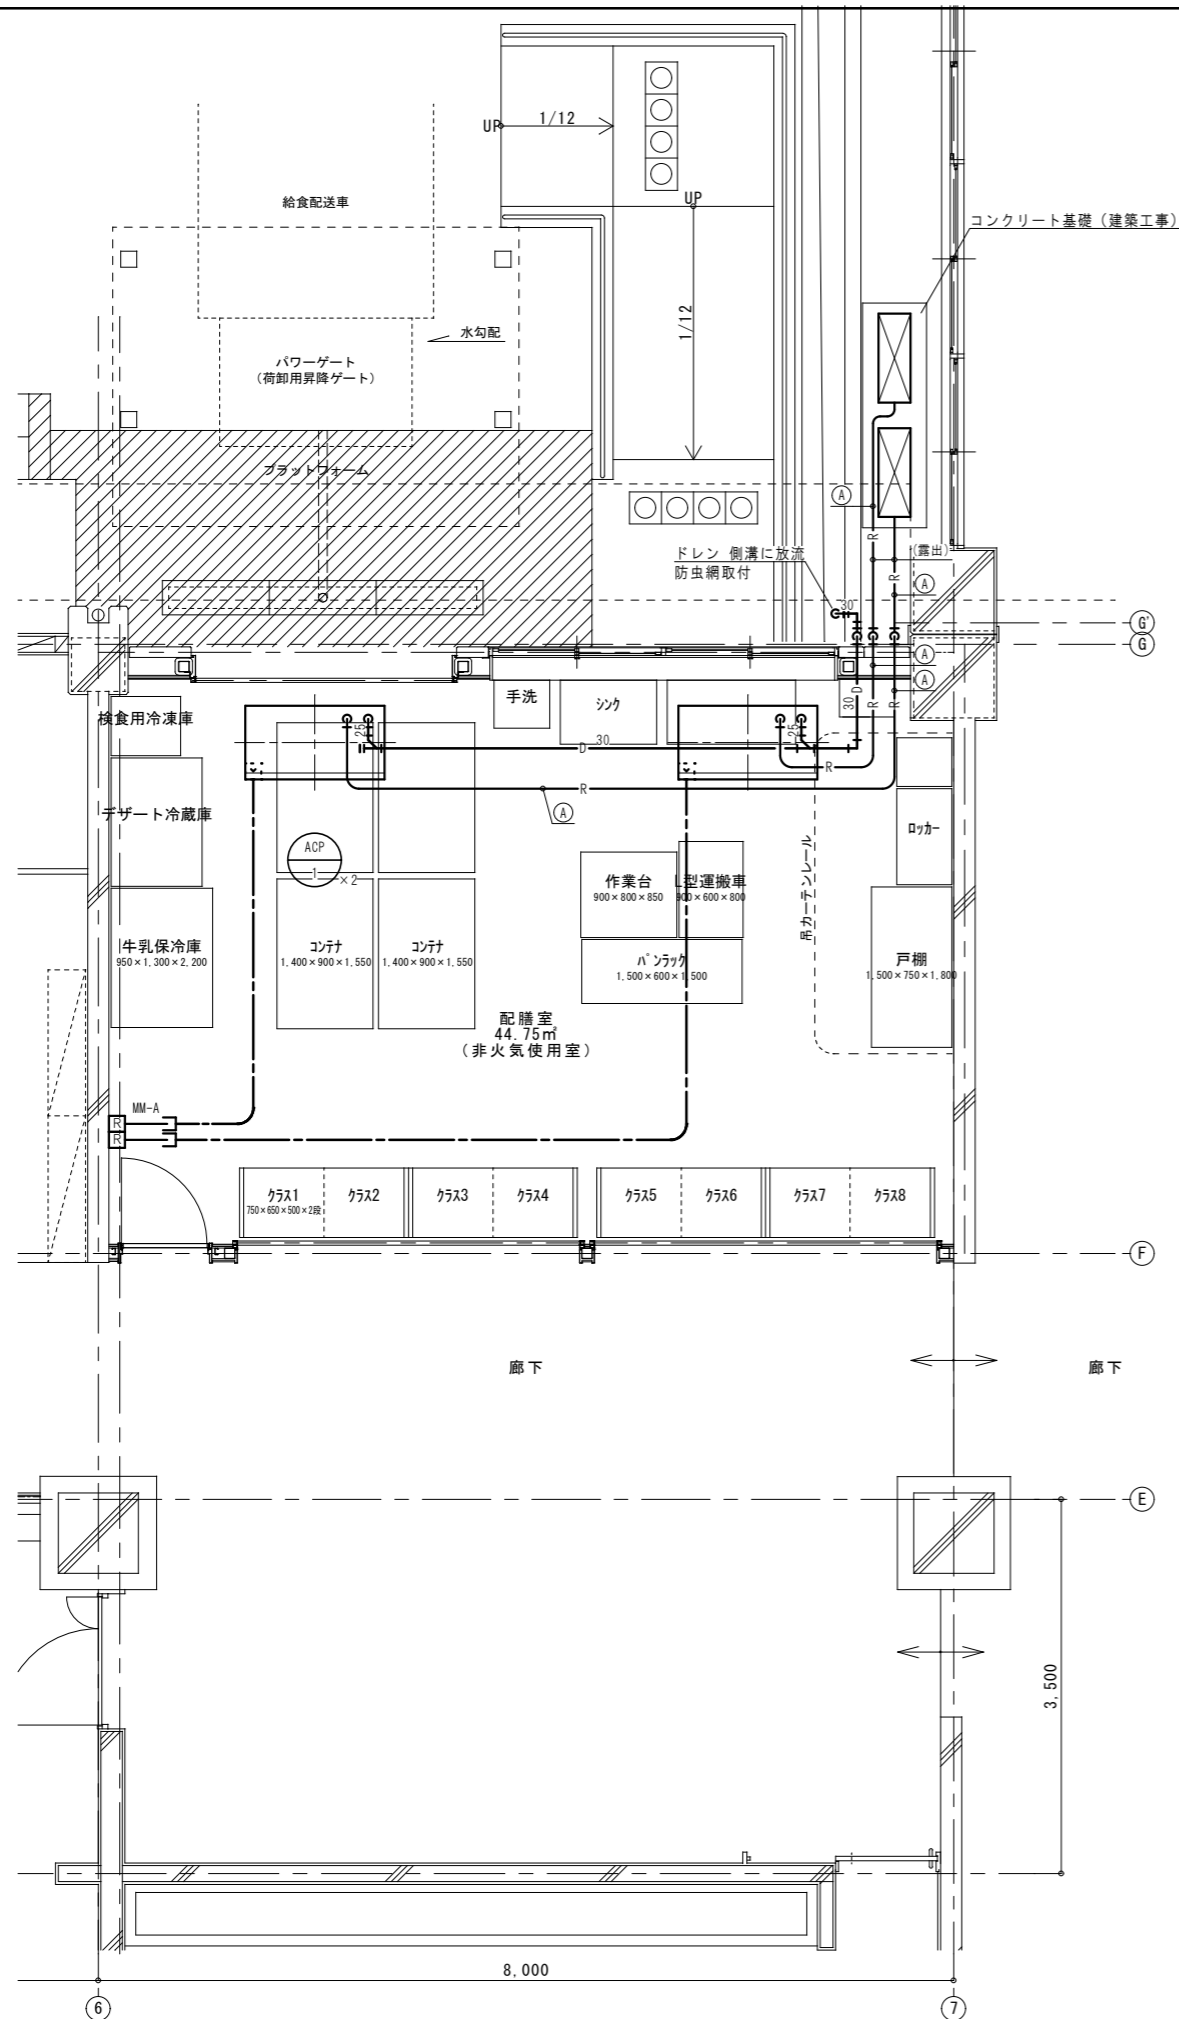 UP
1/12
UP
給食配送車
コンクリート基礎（建築工事）
水勾配
1/12
パワーゲート
（荷卸用昇降ゲート）
プラットフォーム
A
R
ドレン 側溝に放流
防虫網取付
（露出）
R
A
30
G'
G
A
A
手洗
シンク
検食用冷凍庫
30
D
R
R
25
D
30
25
R
R
A
デザート冷蔵庫
ACP
1
×2
ロッカー
作業台
900×800×850
L型運搬車
900×600×800
吊カーテンレール
牛乳保冷庫
950×1,300×2,200
コンテナ
1,400×900×1,550
コンテナ
1,400×900×1,550
パンラック
1,500×600×1,500
戸棚
1,500×750×1,800
配膳室
44.75㎡
（非火気使用室）
MM-A
R
R
クラス1
750×650×500×2段
クラス2
クラス3
クラス4
クラス5
クラス6
クラス7
クラス8
F
廊下
廊下
E
3,500
8,000
6
7